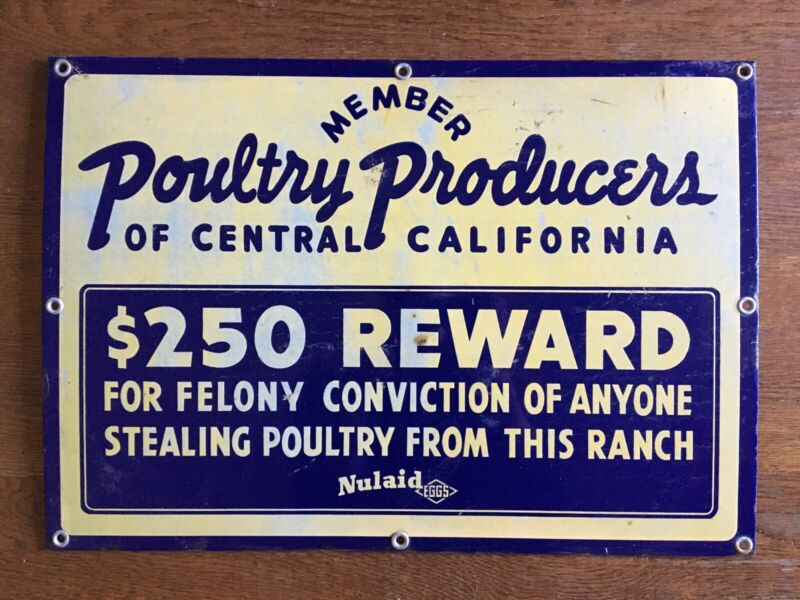 MEMBER
Poultry Producers
OF CENTRAL CALIFORNIA
$250 REWARD
FOR FELONY CONVICTION OF ANYONE
STEALING POULTRY FROM THIS RANCH
Nulaid EGGS